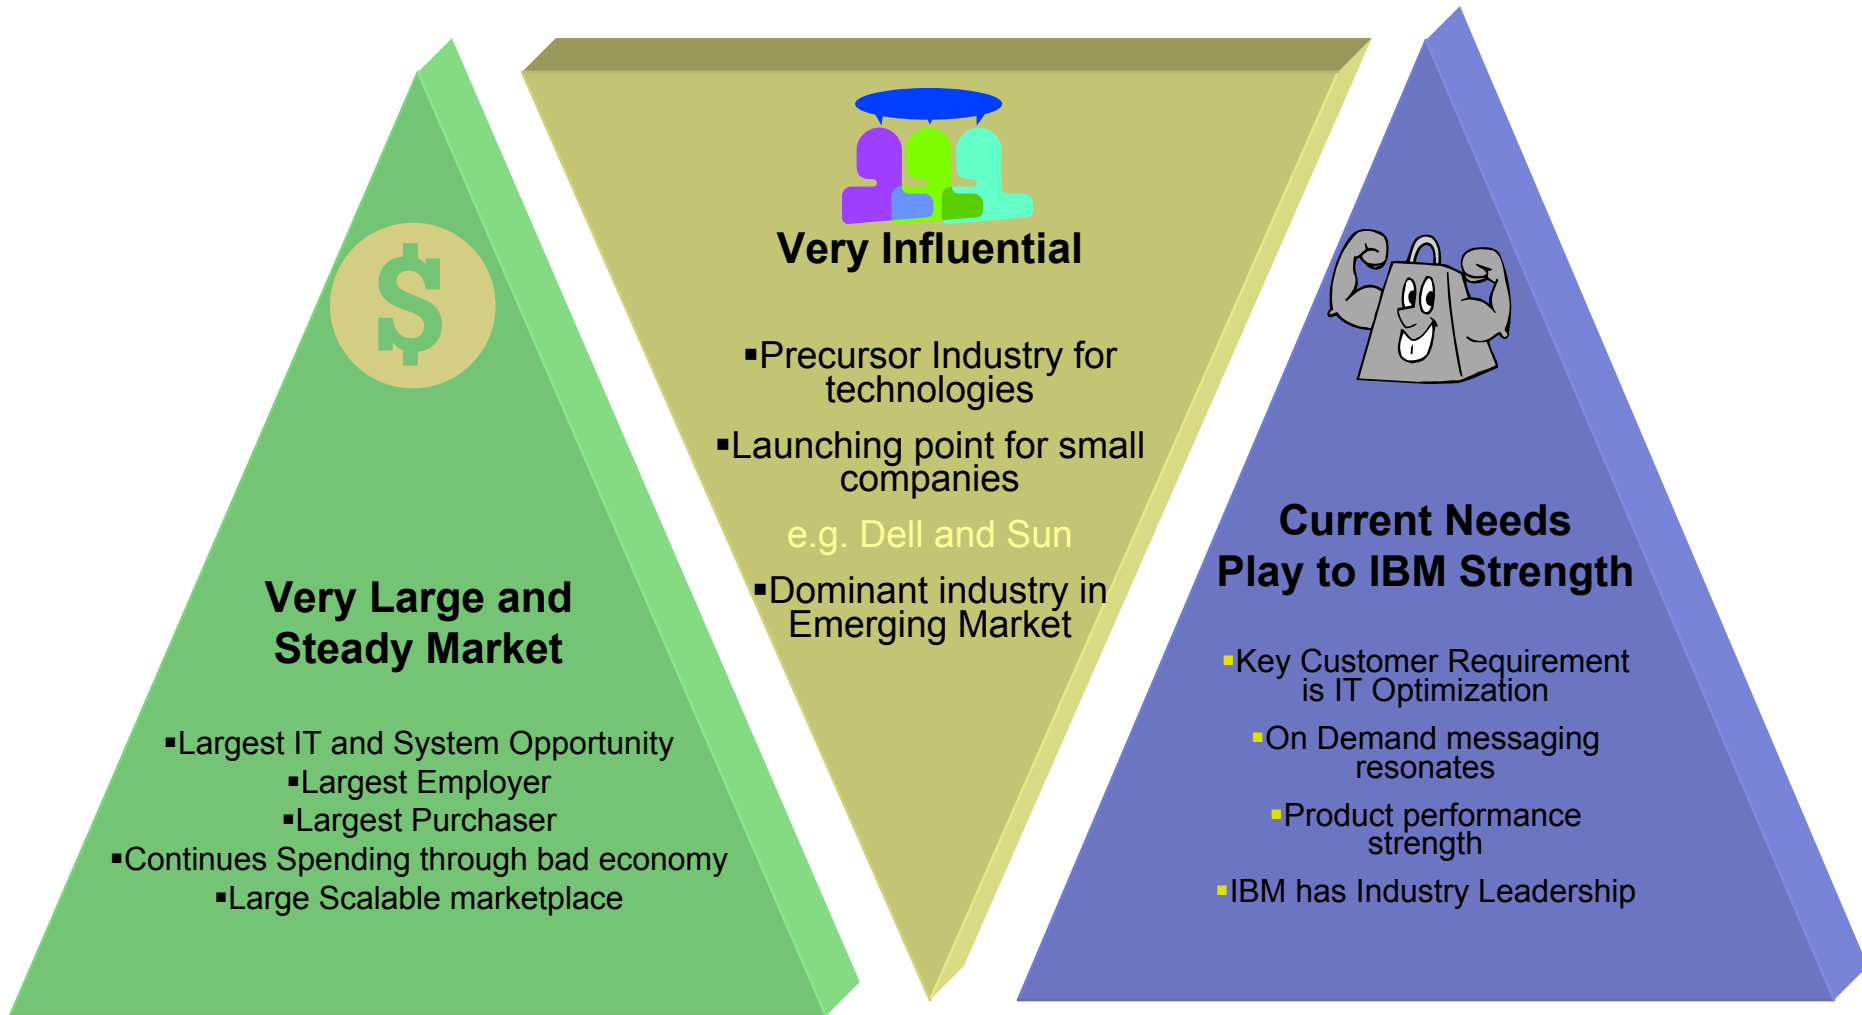 Very Large and
Steady Market
▪Largest IT and System Opportunity
▪Largest Employer
▪Largest Purchaser
▪Continues Spending through bad economy
▪Large Scalable marketplace
Very Influential
▪Precursor Industry for
technologies
▪Launching point for small
companies
e.g. Dell and Sun
▪Dominant industry in
Emerging Market
Current Needs
Play to IBM Strength
▪Key Customer Requirement
is IT Optimization
▪On Demand messaging
resonates
▪Product performance
strength
▪IBM has Industry Leadership
$